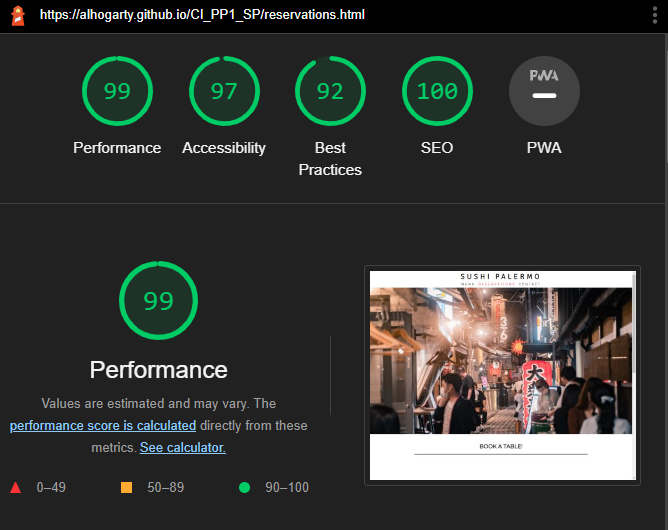 https://alhogarty.github.io/CI_PP1_SP/reservations.html
99
97
92
100
PWA
Performance
Accessibility
Best
Practices
SEO
PWA
99
Performance
Values are estimated and may vary. The
performance score is calculated directly from these
metrics. See calculator.
0–49
50–89
90–100
SUSHI PALERMO
MENU RESERVATIONS CONTACT
BOOK A TABLE!